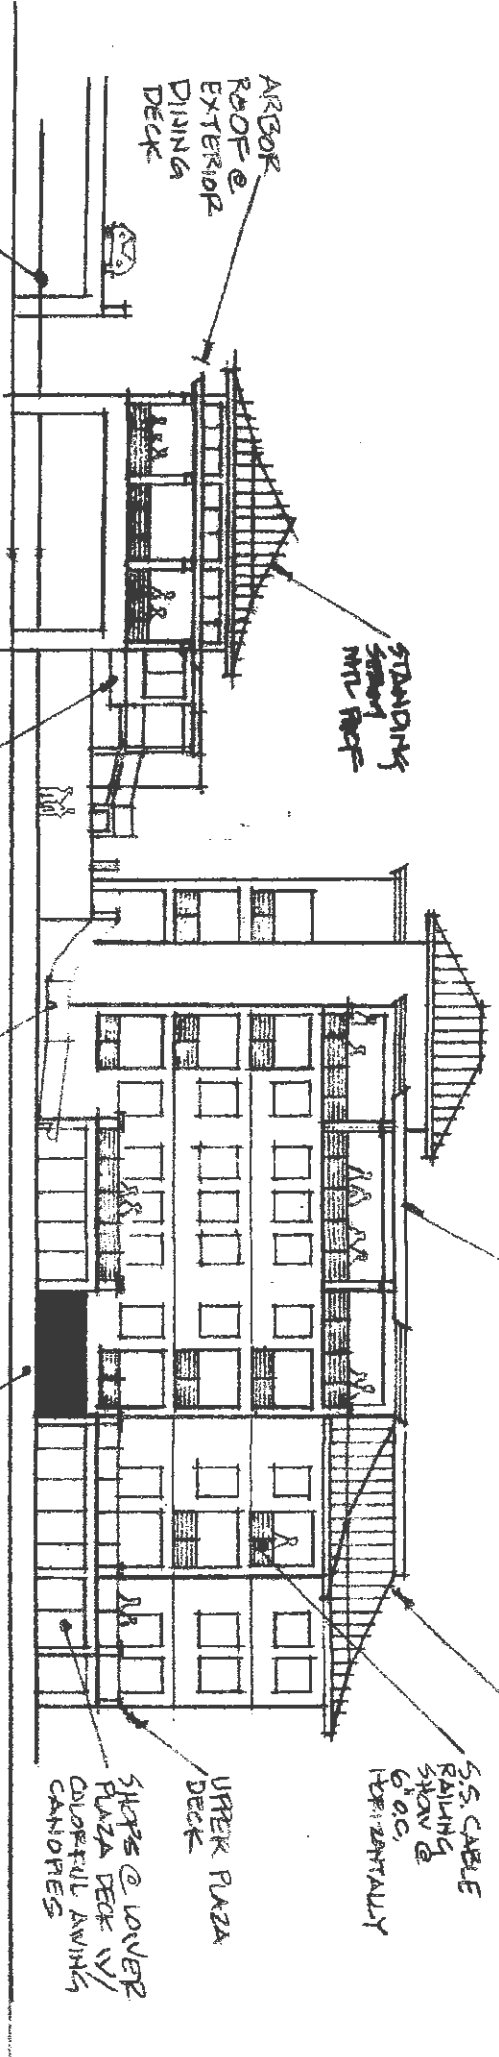 ARBOR
ROOF @
EXTERIOR
DINING
DECK
STANDING
SEAM
MTL ROOF
S.S. CABLE
RAILING
SHOW @
6" O.C.
HORIZONTALLY
UPPER PLAZA
DECK
SHOPS @ LOWER
PLAZA DECK W/
COLORFUL AWNING
CANOPIES